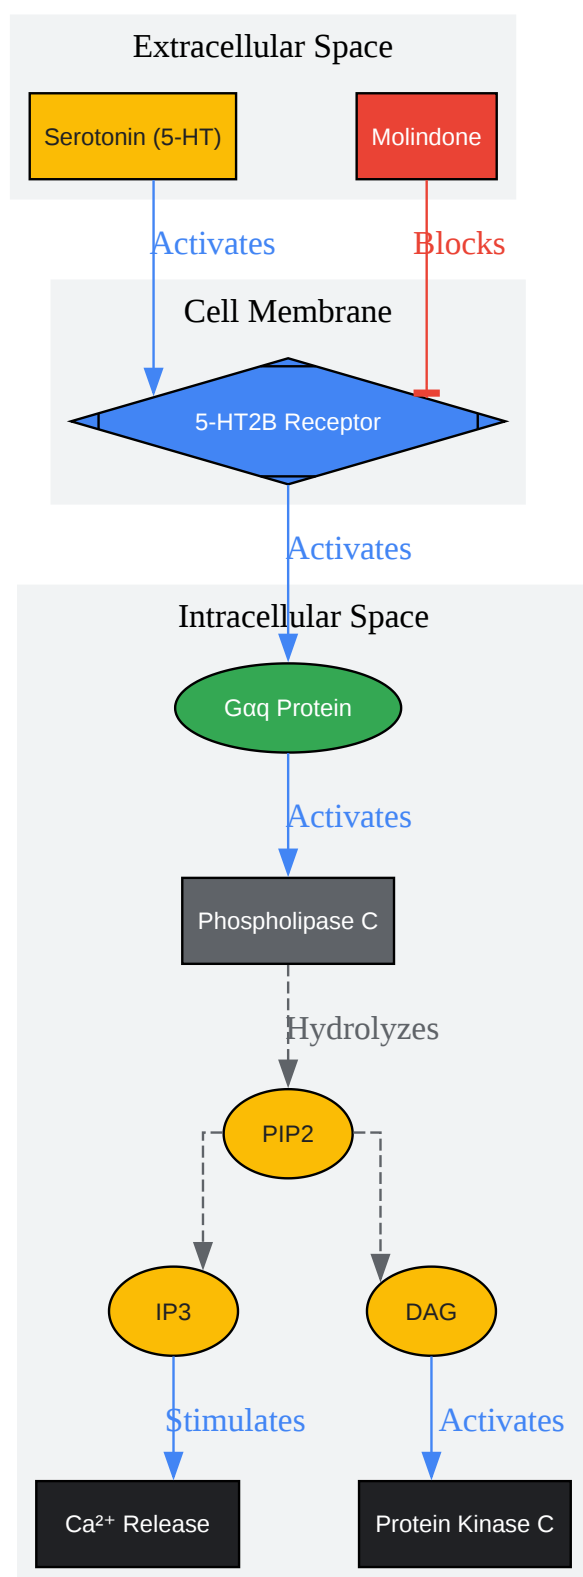 Extracellular Space
Serotonin (5-HT)
Molindone
Activates
Blocks
Cell Membrane
5-HT2B Receptor
Activates
Intracellular Space
Gαq Protein
Activates
Phospholipase C
Hydrolyzes
PIP2
IP3
DAG
Stimulates
Activates
Ca²⁺ Release
Protein Kinase C